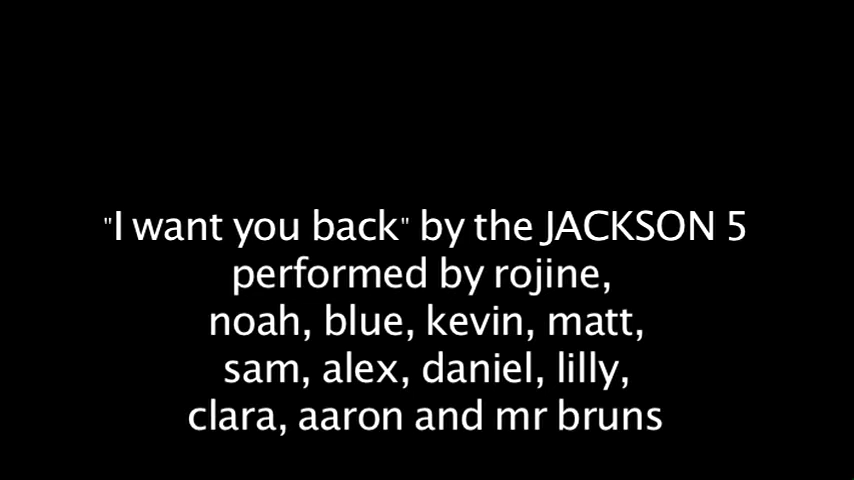 "I want you back" by the JACKSON 5
performed by rojine,
noah, blue, kevin, matt,
sam, alex, daniel, lilly,
clara, aaron and mr bruns